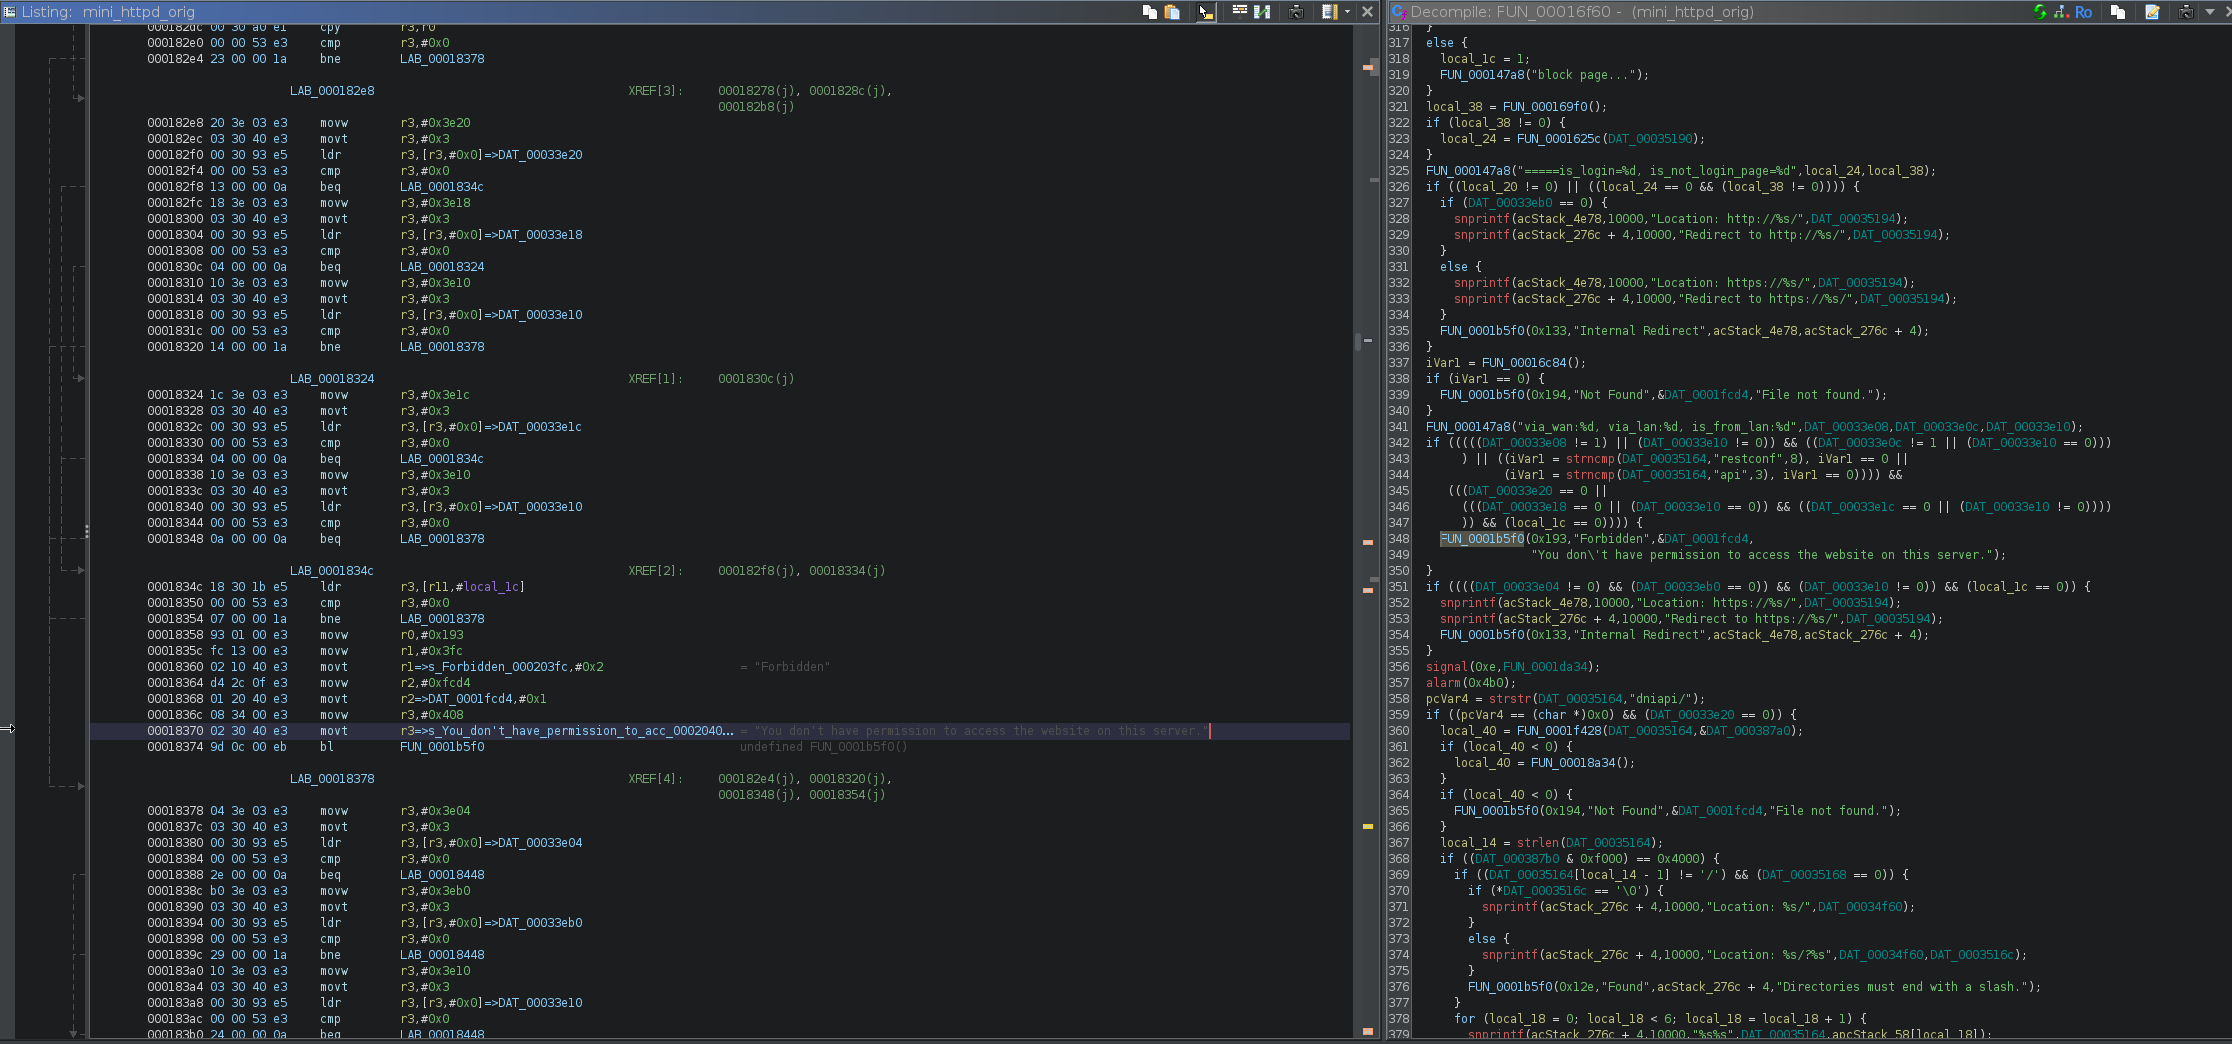 Listing: mini_httpd_orig
000182dc 00 30 a0 e1 cpy r3,r0
000182e0 00 00 53 e3 cmp r3,#0x0
000182e4 23 00 00 1a bne LAB_00018378
LAB_000182e8 XREF[3]: 00018278(j), 0001828c(j),
000182b8(j)
000182e8 20 3e 03 e3 movw r3,#0x3e20
000182ec 03 30 40 e3 movt r3,#0x3
000182f0 00 30 93 e5 ldr r3,[r3,#0x0]=>DAT_00033e20
000182f4 00 00 53 e3 cmp r3,#0x0
000182f8 13 00 00 0a beq LAB_0001834c
000182fc 18 3e 03 e3 movw r3,#0x3e18
00018300 03 30 40 e3 movt r3,#0x3
00018304 00 30 93 e5 ldr r3,[r3,#0x0]=>DAT_00033e18
00018308 00 00 53 e3 cmp r3,#0x0
0001830c 04 00 00 0a beq LAB_00018324
00018310 10 3e 03 e3 movw r3,#0x3e10
00018314 03 30 40 e3 movt r3,#0x3
00018318 00 30 93 e5 ldr r3,[r3,#0x0]=>DAT_00033e10
0001831c 00 00 53 e3 cmp r3,#0x0
00018320 14 00 00 1a bne LAB_00018378
LAB_00018324 XREF[1]: 0001830c(j)
00018324 1c 3e 03 e3 movw r3,#0x3e1c
00018328 03 30 40 e3 movt r3,#0x3
0001832c 00 30 93 e5 ldr r3,[r3,#0x0]=>DAT_00033e1c
00018330 00 00 53 e3 cmp r3,#0x0
00018334 04 00 00 0a beq LAB_0001834c
00018338 10 3e 03 e3 movw r3,#0x3e10
0001833c 03 30 40 e3 movt r3,#0x3
00018340 00 30 93 e5 ldr r3,[r3,#0x0]=>DAT_00033e10
00018344 00 00 53 e3 cmp r3,#0x0
00018348 0a 00 00 0a beq LAB_00018378
LAB_0001834c XREF[2]: 000182f8(j), 00018334(j)
0001834c 18 30 1b e5 ldr r3,[r11,#local_1c]
00018350 00 00 53 e3 cmp r3,#0x0
00018354 07 00 00 1a bne LAB_00018378
00018358 93 01 00 e3 movw r0,#0x193
0001835c fc 13 00 e3 movw r1,#0x3fc
00018360 02 10 40 e3 movt r1=>s_Forbidden_000203fc,#0x2 = "Forbidden"
00018364 d4 2c 0f e3 movw r2,#0xfcd4
00018368 01 20 40 e3 movt r2=>DAT_0001fcd4,#0x1
0001836c 08 34 00 e3 movw r3,#0x408
00018370 02 30 40 e3 movt r3=>s_You_don't_have_permission_to_acc_0002040... = "You don't have permission to access the website on this server."
00018374 9d 0c 00 eb bl FUN_0001b5f0 undefined FUN_0001b5f0()
LAB_00018378 XREF[4]: 000182e4(j), 00018320(j),
00018348(j), 00018354(j)
00018378 04 3e 03 e3 movw r3,#0x3e04
0001837c 03 30 40 e3 movt r3,#0x3
00018380 00 30 93 e5 ldr r3,[r3,#0x0]=>DAT_00033e04
00018384 00 00 53 e3 cmp r3,#0x0
00018388 2e 00 00 0a beq LAB_00018448
0001838c b0 3e 03 e3 movw r3,#0x3eb0
00018390 03 30 40 e3 movt r3,#0x3
00018394 00 30 93 e5 ldr r3,[r3,#0x0]=>DAT_00033eb0
00018398 00 00 53 e3 cmp r3,#0x0
0001839c 29 00 00 1a bne LAB_00018448
000183a0 10 3e 03 e3 movw r3,#0x3e10
000183a4 03 30 40 e3 movt r3,#0x3
000183a8 00 30 93 e5 ldr r3,[r3,#0x0]=>DAT_00033e10
000183ac 00 00 53 e3 cmp r3,#0x0
000183b0 24 00 00 0a beq LAB_00018448
Decompile: FUN_00016f60 - (mini_httpd_orig)
Ro
316 }
317 else {
318 local_1c = 1;
319 FUN_000147a8("block page...");
320 }
321 local_38 = FUN_000169f0();
322 if (local_38 != 0) {
323 local_24 = FUN_0001625c(DAT_00035190);
324 }
325 FUN_000147a8("=====is_login=%d, is_not_login_page=%d",local_24,local_38);
326 if ((local_20 != 0) || ((local_24 == 0 && (local_38 != 0)))) {
327 if (DAT_00033eb0 == 0) {
328 snprintf(acStack_4e78,10000,"Location: http://%s/",DAT_00035194);
329 snprintf(acStack_276c + 4,10000,"Redirect to http://%s/",DAT_00035194);
330 }
331 else {
332 snprintf(acStack_4e78,10000,"Location: https://%s/",DAT_00035194);
333 snprintf(acStack_276c + 4,10000,"Redirect to https://%s/",DAT_00035194);
334 }
335 FUN_0001b5f0(0x133,"Internal Redirect",acStack_4e78,acStack_276c + 4);
336 }
337 iVar1 = FUN_00016c84();
338 if (iVar1 == 0) {
339 FUN_0001b5f0(0x194,"Not Found",&DAT_0001fcd4,"File not found.");
340 }
341 FUN_000147a8("via_wan:%d, via_lan:%d, is_from_lan:%d",DAT_00033e08,DAT_00033e0c,DAT_00033e10);
342 if (((((DAT_00033e08 != 1) || (DAT_00033e10 != 0)) && ((DAT_00033e0c != 1 || (DAT_00033e10 == 0)))
343 ) || ((iVar1 = strncmp(DAT_00035164,"restconf",8), iVar1 == 0 ||
344 (iVar1 = strncmp(DAT_00035164,"api",3), iVar1 == 0)))) &&
345 (((DAT_00033e20 == 0 ||
346 (((DAT_00033e18 == 0 || (DAT_00033e10 == 0)) && ((DAT_00033e1c == 0 || (DAT_00033e10 != 0))))
347 )) && (local_1c == 0)))) {
348 FUN_0001b5f0(0x193,"Forbidden",&DAT_0001fcd4,
349 "You don\'t have permission to access the website on this server.");
350 }
351 if ((((DAT_00033e04 != 0) && (DAT_00033eb0 == 0)) && (DAT_00033e10 != 0)) && (local_1c == 0)) {
352 snprintf(acStack_4e78,10000,"Location: https://%s/",DAT_00035194);
353 snprintf(acStack_276c + 4,10000,"Redirect to https://%s/",DAT_00035194);
354 FUN_0001b5f0(0x133,"Internal Redirect",acStack_4e78,acStack_276c + 4);
355 }
356 signal(0xe,FUN_0001da34);
357 alarm(0x4b0);
358 pcVar4 = strstr(DAT_00035164,"dniapi/");
359 if ((pcVar4 == (char *)0x0) && (DAT_00033e20 == 0)) {
360 local_40 = FUN_0001f428(DAT_00035164,&DAT_000387a0);
361 if (local_40 < 0) {
362 local_40 = FUN_00018a34();
363 }
364 if (local_40 < 0) {
365 FUN_0001b5f0(0x194,"Not Found",&DAT_0001fcd4,"File not found.");
366 }
367 local_14 = strlen(DAT_00035164);
368 if ((DAT_000387b0 & 0xf000) == 0x4000) {
369 if ((DAT_00035164[local_14 - 1] != '/') && (DAT_00035168 == 0)) {
370 if (*DAT_0003516c == '\0') {
371 snprintf(acStack_276c + 4,10000,"Location: %s/",DAT_00034f60);
372 }
373 else {
374 snprintf(acStack_276c + 4,10000,"Location: %s/?%s",DAT_00034f60,DAT_0003516c);
375 }
376 FUN_0001b5f0(0x12e,"Found",acStack_276c + 4,"Directories must end with a slash.");
377 }
378 for (local_18 = 0; local_18 < 6; local_18 = local_18 + 1) {
379 snprintf(acStack_276c + 4,10000,"%s%s",DAT_00035164,apcStack_58[local_18]);